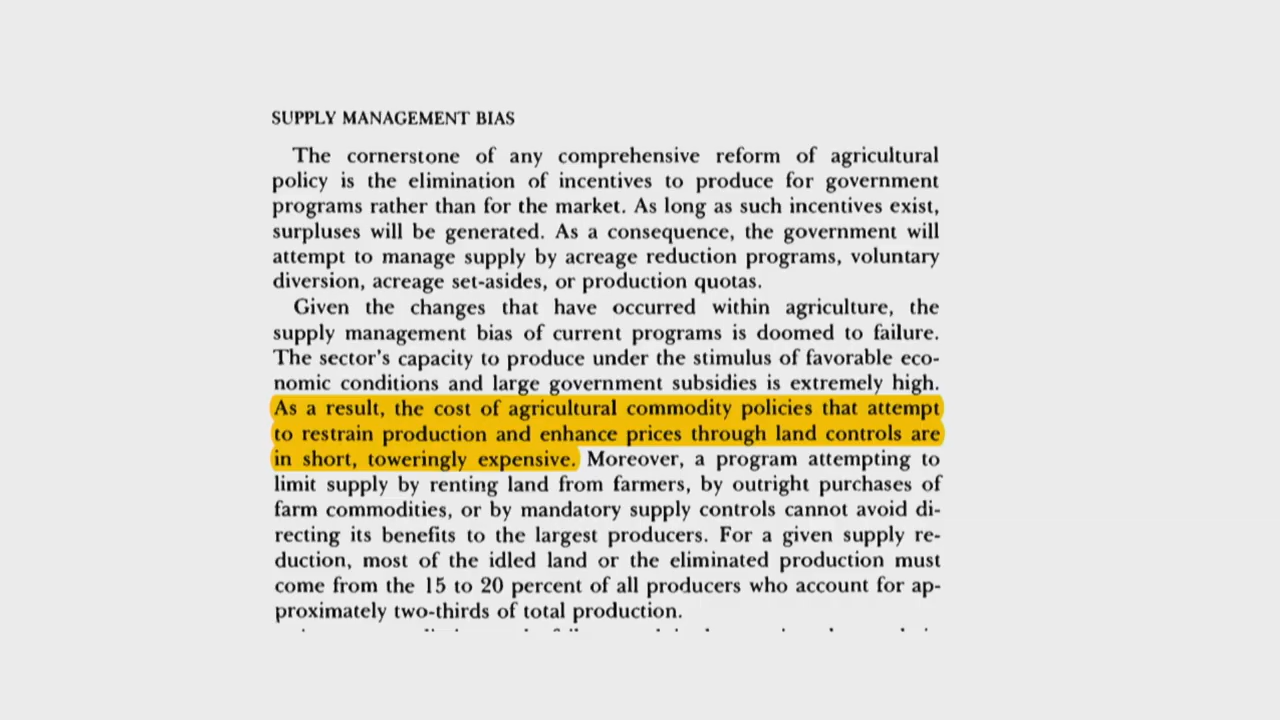 SUPPLY MANAGEMENT BIAS
The cornerstone of any comprehensive reform of agricultural
policy is the elimination of incentives to produce for government
programs rather than for the market. As long as such incentives exist,
surpluses will be generated. As a consequence, the government will
attempt to manage supply by acreage reduction programs, voluntary
diversion, acreage set-asides, or production quotas.
Given the changes that have occurred within agriculture, the
supply management bias of current programs is doomed to failure.
The sector's capacity to produce under the stimulus of favorable eco-
nomic conditions and large government subsidies is extremely high.
As a result, the cost of agricultural commodity policies that attempt
to restrain production and enhance prices through land controls are
in short, toweringly expensive. Moreover, a program attempting to
limit supply by renting land from farmers, by outright purchases of
farm commodities, or by mandatory supply controls cannot avoid di-
recting its benefits to the largest producers. For a given supply re-
duction, most of the idled land or the eliminated production must
come from the 15 to 20 percent of all producers who account for ap-
proximately two-thirds of total production.